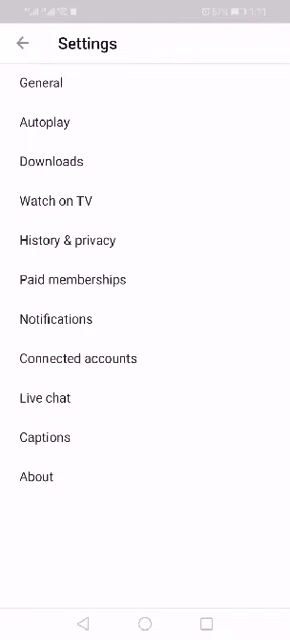 Settings
General
Autoplay
Downloads
Watch on TV
History & privacy
Paid memberships
Notifications
Connected accounts
Live chat
Captions
About